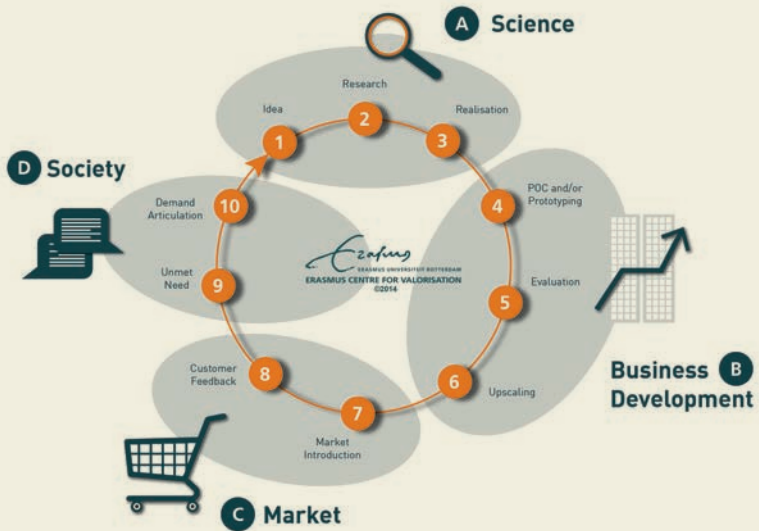 A Science
Idea
Research
Realisation
1
2
3
B Business
Development
POC and/or
Prototyping
4
Evaluation
5
Upscaling
6
C Market
Market
Introduction
7
Customer
Feedback
8
D Society
Unmet
Need
9
Demand
Articulation
10
Erasmus
ERASMUS UNIVERSITEIT ROTTERDAM
ERASMUS CENTRE FOR VALORISATION
©2014